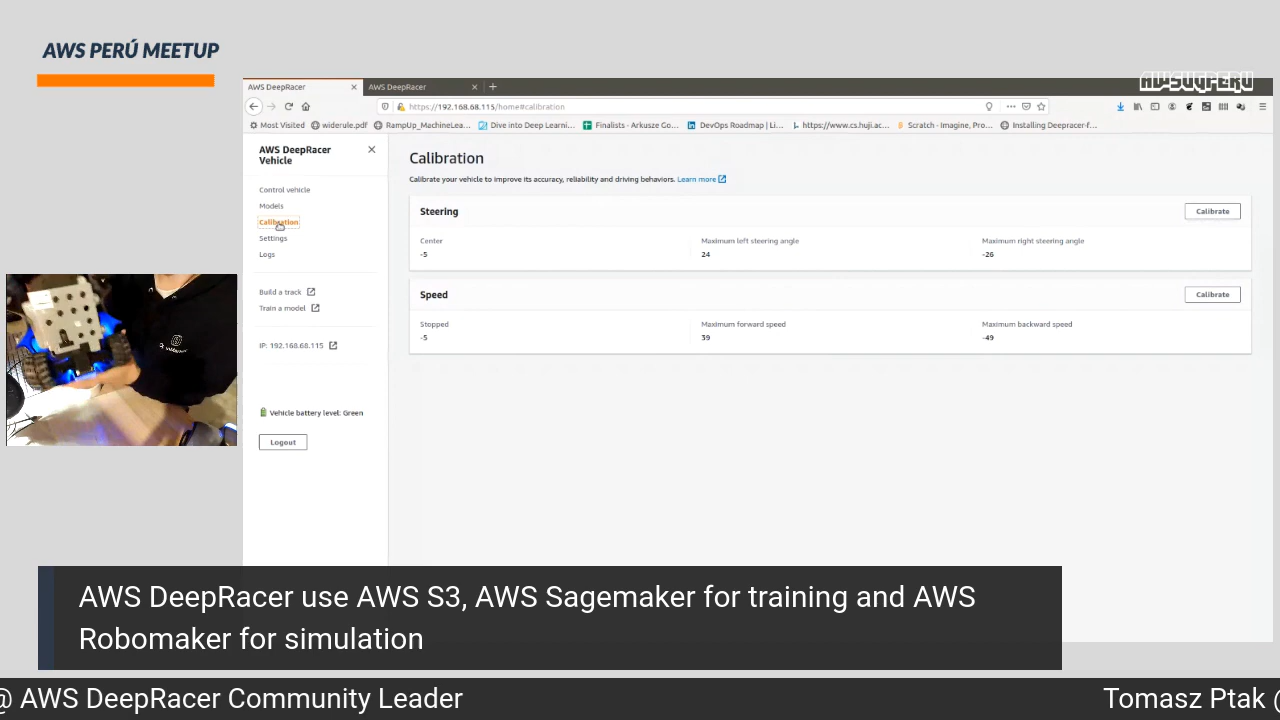 AWS PERÚ MEETUP
AWSUGPERU
AWS DeepRacer
AWS DeepRacer
https://192.168.68.115/home#calibration
Most Visited
widerule.pdf
RampUp_MachineLea...
Dive into Deep Learni...
Finalists - Arkusze Go...
DevOps Roadmap | Li...
https://www.cs.huji.ac...
Scratch - Imagine, Pro...
Installing Deepracer-f...
AWS DeepRacer
Vehicle
Control vehicle
Models
Calibration
Settings
Logs
Build a track
Train a model
IP: 192.168.68.115
Vehicle battery level: Green
Logout
Calibration
Calibrate your vehicle to improve its accuracy, reliability and driving behaviors. Learn more
Steering
Calibrate
Center
Maximum left steering angle
Maximum right steering angle
-5
24
-26
Speed
Calibrate
Stopped
Maximum forward speed
Maximum backward speed
-5
39
-49
AWS DeepRacer use AWS S3, AWS Sagemaker for training and AWS
Robomaker for simulation
@ AWS DeepRacer Community Leader
Tomasz Ptak (